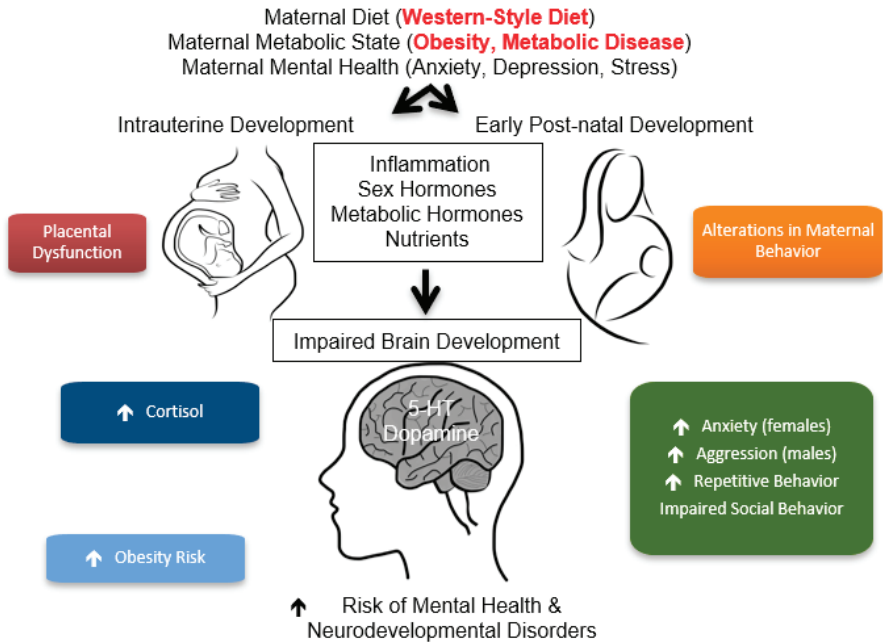 Maternal Diet (Western-Style Diet)
Maternal Metabolic State (Obesity, Metabolic Disease)
Maternal Mental Health (Anxiety, Depression, Stress)
Intrauterine Development
Early Post-natal Development
Inflammation
Sex Hormones
Metabolic Hormones
Nutrients
Placental
Dysfunction
Alterations in Maternal
Behavior
Impaired Brain Development
5-HT
Dopamine
↑ Cortisol
↑ Anxiety (females)
↑ Aggression (males)
↑ Repetitive Behavior
Impaired Social Behavior
↑ Obesity Risk
↑ Risk of Mental Health &
Neurodevelopmental Disorders